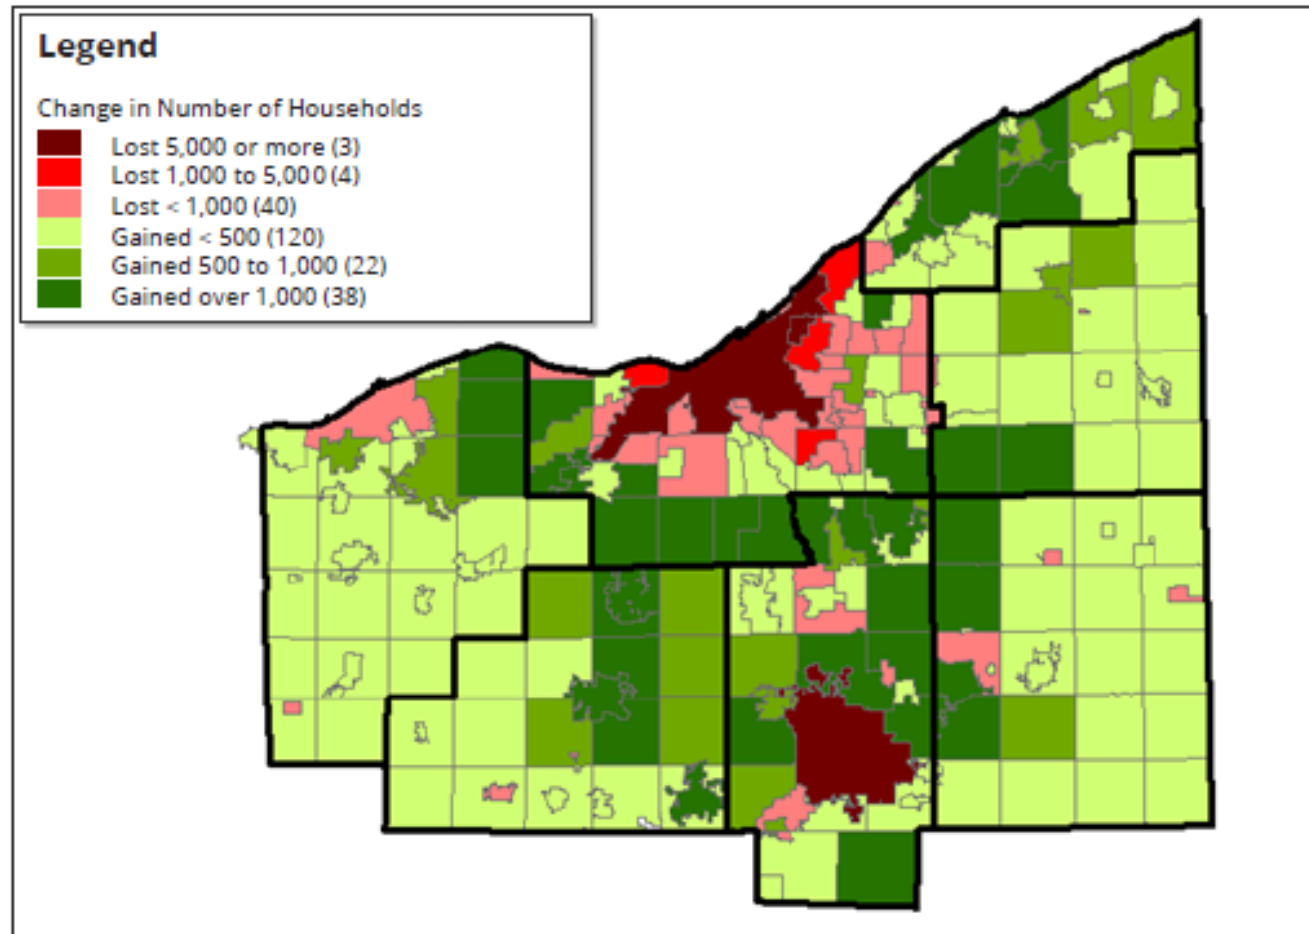 Legend
Change in Number of Households
Lost 5,000 or more (3)
Lost 1,000 to 5,000 (4)
Lost < 1,000 (40)
Gained < 500 (120)
Gained 500 to 1,000 (22)
Gained over 1,000 (38)